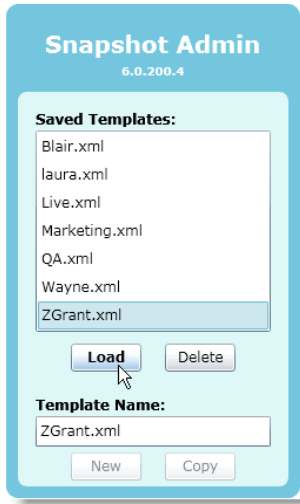 Snapshot Admin
6.0.200.4
Saved Templates:
Blair.xml
laura.xml
Live.xml
Marketing.xml
QA.xml
Wayne.xml
ZGrant.xml
Load Delete
Template Name:
ZGrant.xml
New Copy